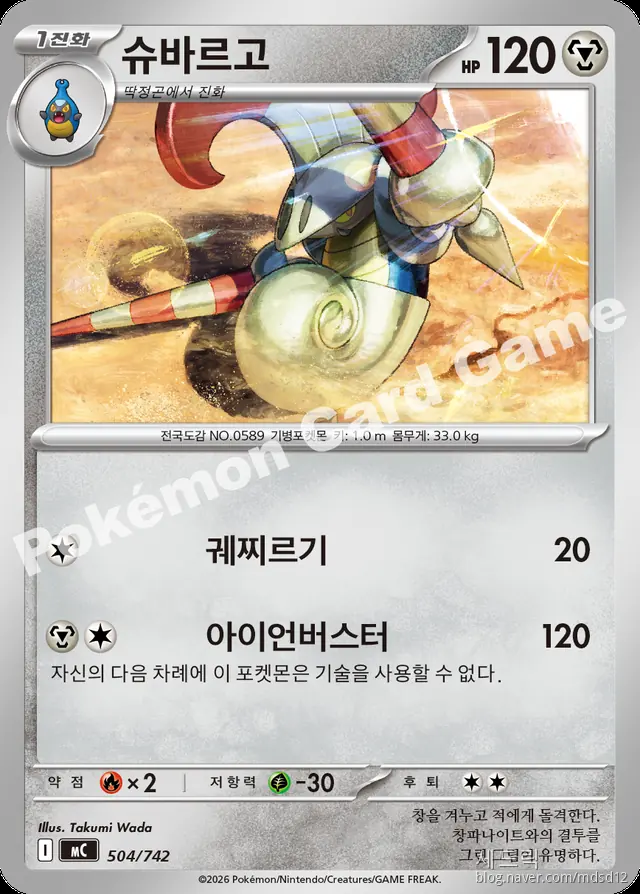 1진화
슈바르고
HP 120
딱정곤에서 진화
Pokémon Card Game
전국도감 NO.0589 기병포켓몬 키: 1.0 m 몸무게: 33.0 kg
궤찌르기 20
아이언버스터 120
자신의 다음 차례에 이 포켓몬은 기술을 사용할 수 없다.
약점 ×2 저항력 -30 후퇴
창을 겨누고 적에게 돌격한다.
창파나이트와의 결투를
그린 유명하다.
Illus. Takumi Wada
I mC 504/742
blog.naver.com/mdsd12
©2026 Pokémon/Nintendo/Creatures/GAME FREAK.